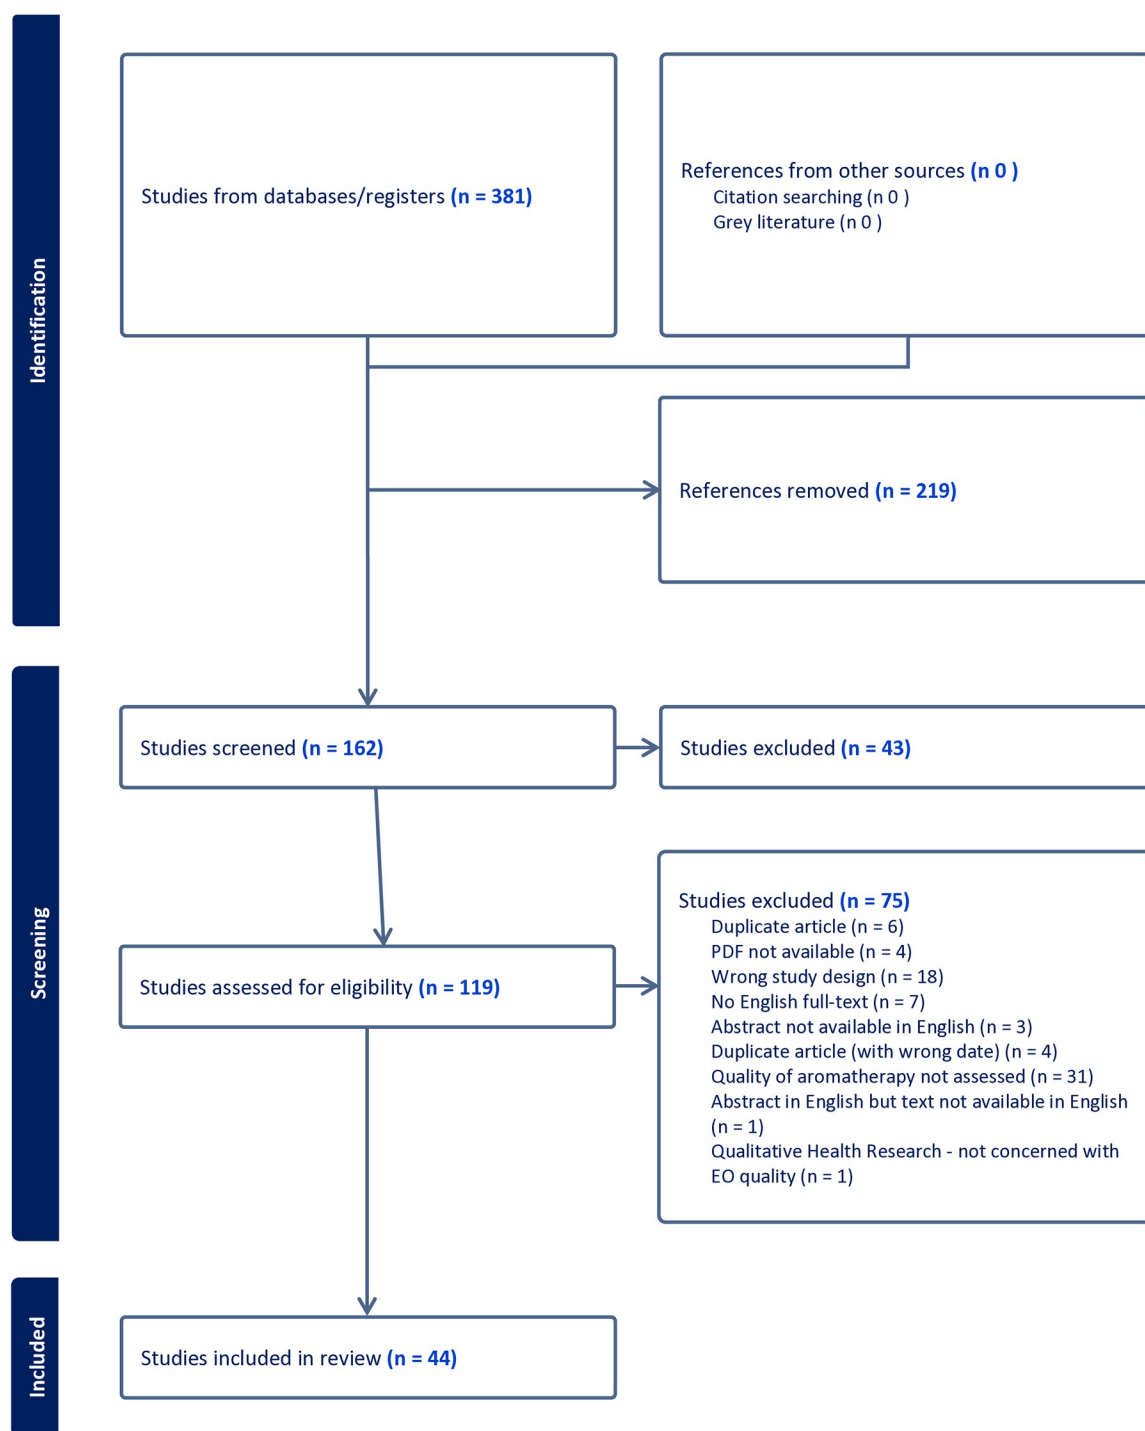 Identification
Studies from databases/registers (n = 381)
References from other sources (n 0 )
Citation searching (n 0 )
Grey literature (n 0 )
References removed (n = 219)
Screening
Studies screened (n = 162)
Studies excluded (n = 43)
Studies assessed for eligibility (n = 119)
Studies excluded (n = 75)
Duplicate article (n = 6)
PDF not available (n = 4)
Wrong study design (n = 18)
No English full-text (n = 7)
Abstract not available in English (n = 3)
Duplicate article (with wrong date) (n = 4)
Quality of aromatherapy not assessed (n = 31)
Abstract in English but text not available in English
(n = 1)
Qualitative Health Research - not concerned with
EO quality (n = 1)
Included
Studies included in review (n = 44)